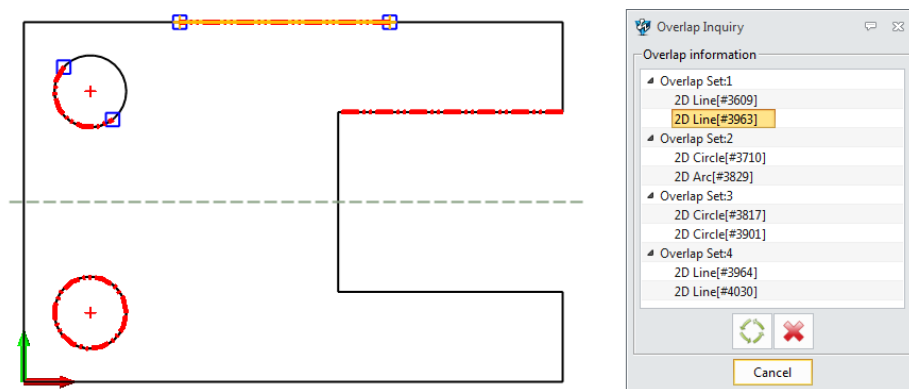 Overlap Inquiry
Overlap information
Overlap Set:1
2D Line[#3609]
2D Line[#3963]
Overlap Set:2
2D Circle[#3710]
2D Arc[#3829]
Overlap Set:3
2D Circle[#3817]
2D Circle[#3901]
Overlap Set:4
2D Line[#3964]
2D Line[#4030]
Cancel